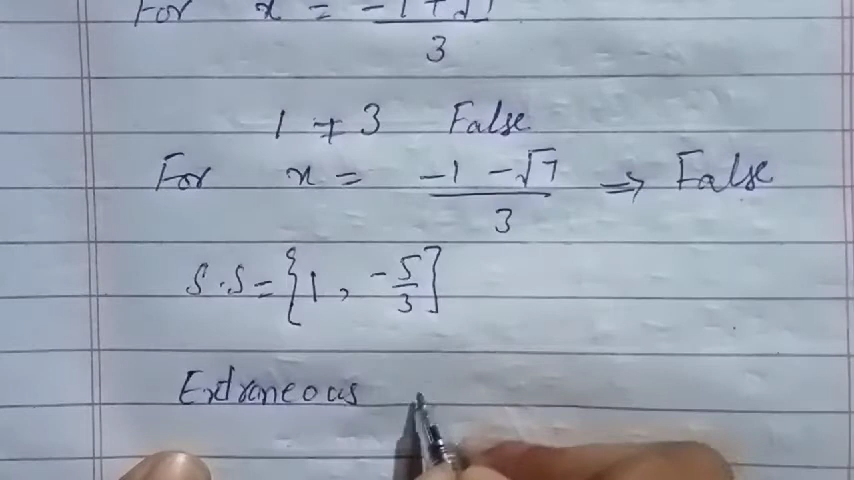 For x = -1 + √7 / 3
1 ≠ 3 False
For x = -1 - √7 / 3 ⇒ False
S.S = {1, -5/3]
Extraneous